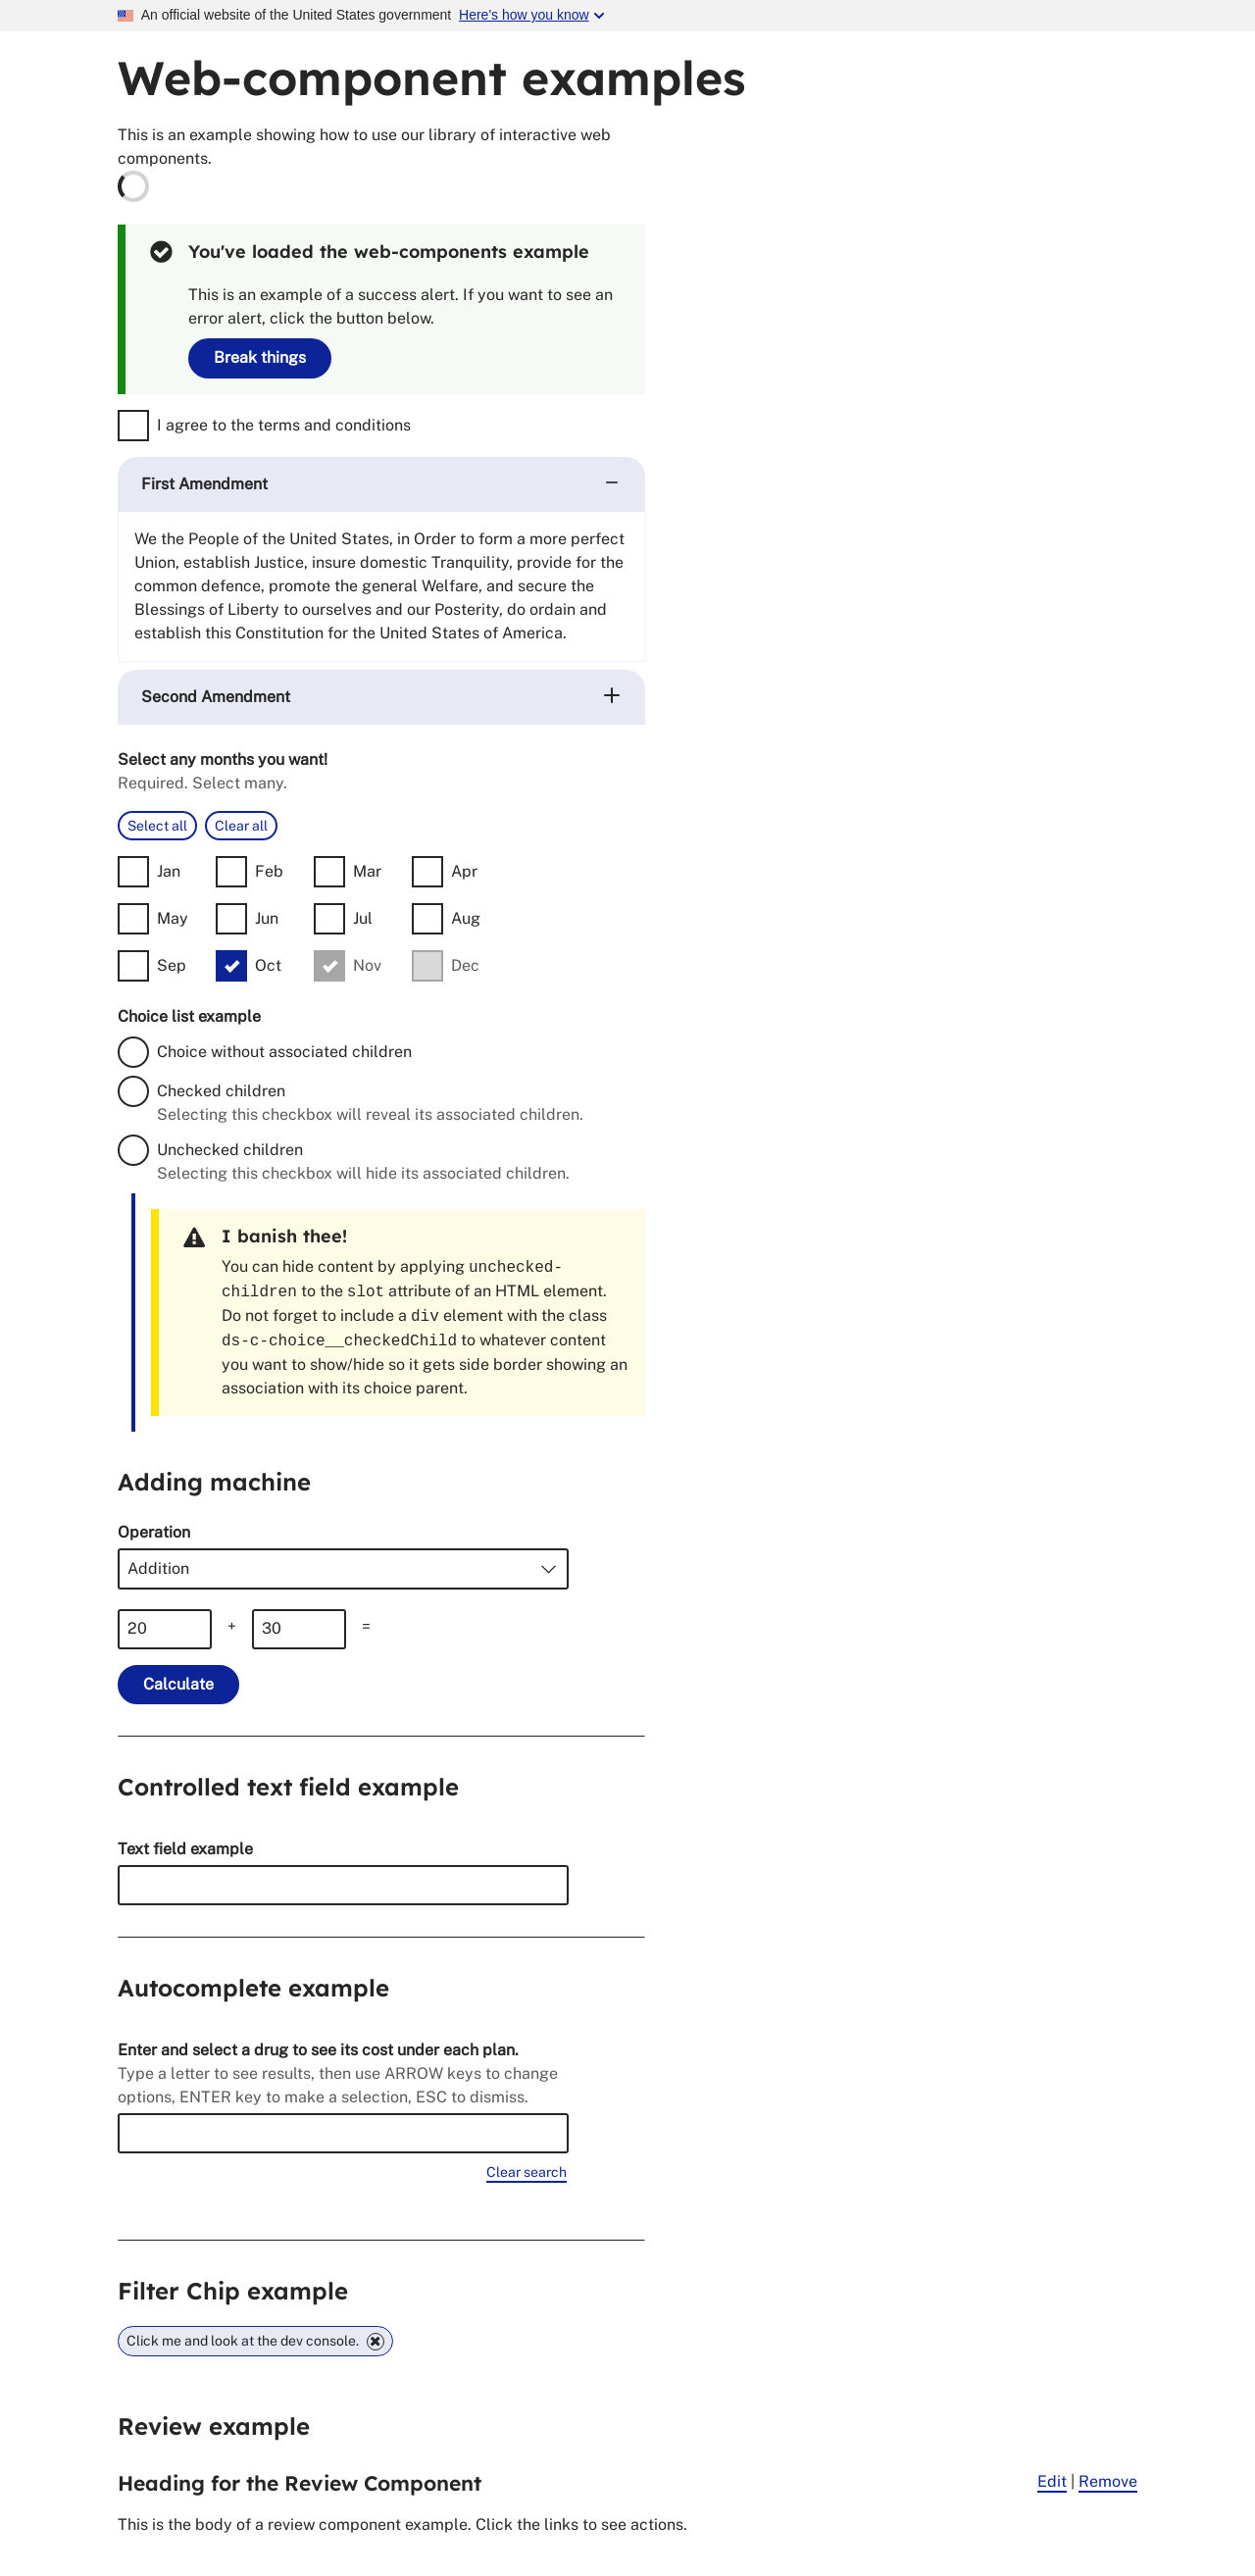 An official website of the United States government Here's how you know
Web-component examples
This is an example showing how to use our library of interactive web
components.
You've loaded the web-components example
This is an example of a success alert. If you want to see an
error alert, click the button below.
Break things
I agree to the terms and conditions
First Amendment
We the People of the United States, in Order to form a more perfect
Union, establish Justice, insure domestic Tranquility, provide for the
common defence, promote the general Welfare, and secure the
Blessings of Liberty to ourselves and our Posterity, do ordain and
establish this Constitution for the United States of America.
Second Amendment
Select any months you want!
Required. Select many.
Select all Clear all
Jan Feb Mar Apr
May Jun Jul Aug
Sep Oct Nov Dec
Choice list example
Choice without associated children
Checked children
Selecting this checkbox will reveal its associated children.
Unchecked children
Selecting this checkbox will hide its associated children.
I banish thee!
You can hide content by applying unchecked-
children to the slot attribute of an HTML element.
Do not forget to include a div element with the class
ds-c-choice__checkedChild to whatever content
you want to show/hide so it gets side border showing an
association with its choice parent.
Adding machine
Operation
Addition
20 + 30 =
Calculate
Controlled text field example
Text field example
Autocomplete example
Enter and select a drug to see its cost under each plan.
Type a letter to see results, then use ARROW keys to change
options, ENTER key to make a selection, ESC to dismiss.
Clear search
Filter Chip example
Click me and look at the dev console.
Review example
Heading for the Review Component Edit | Remove
This is the body of a review component example. Click the links to see actions.